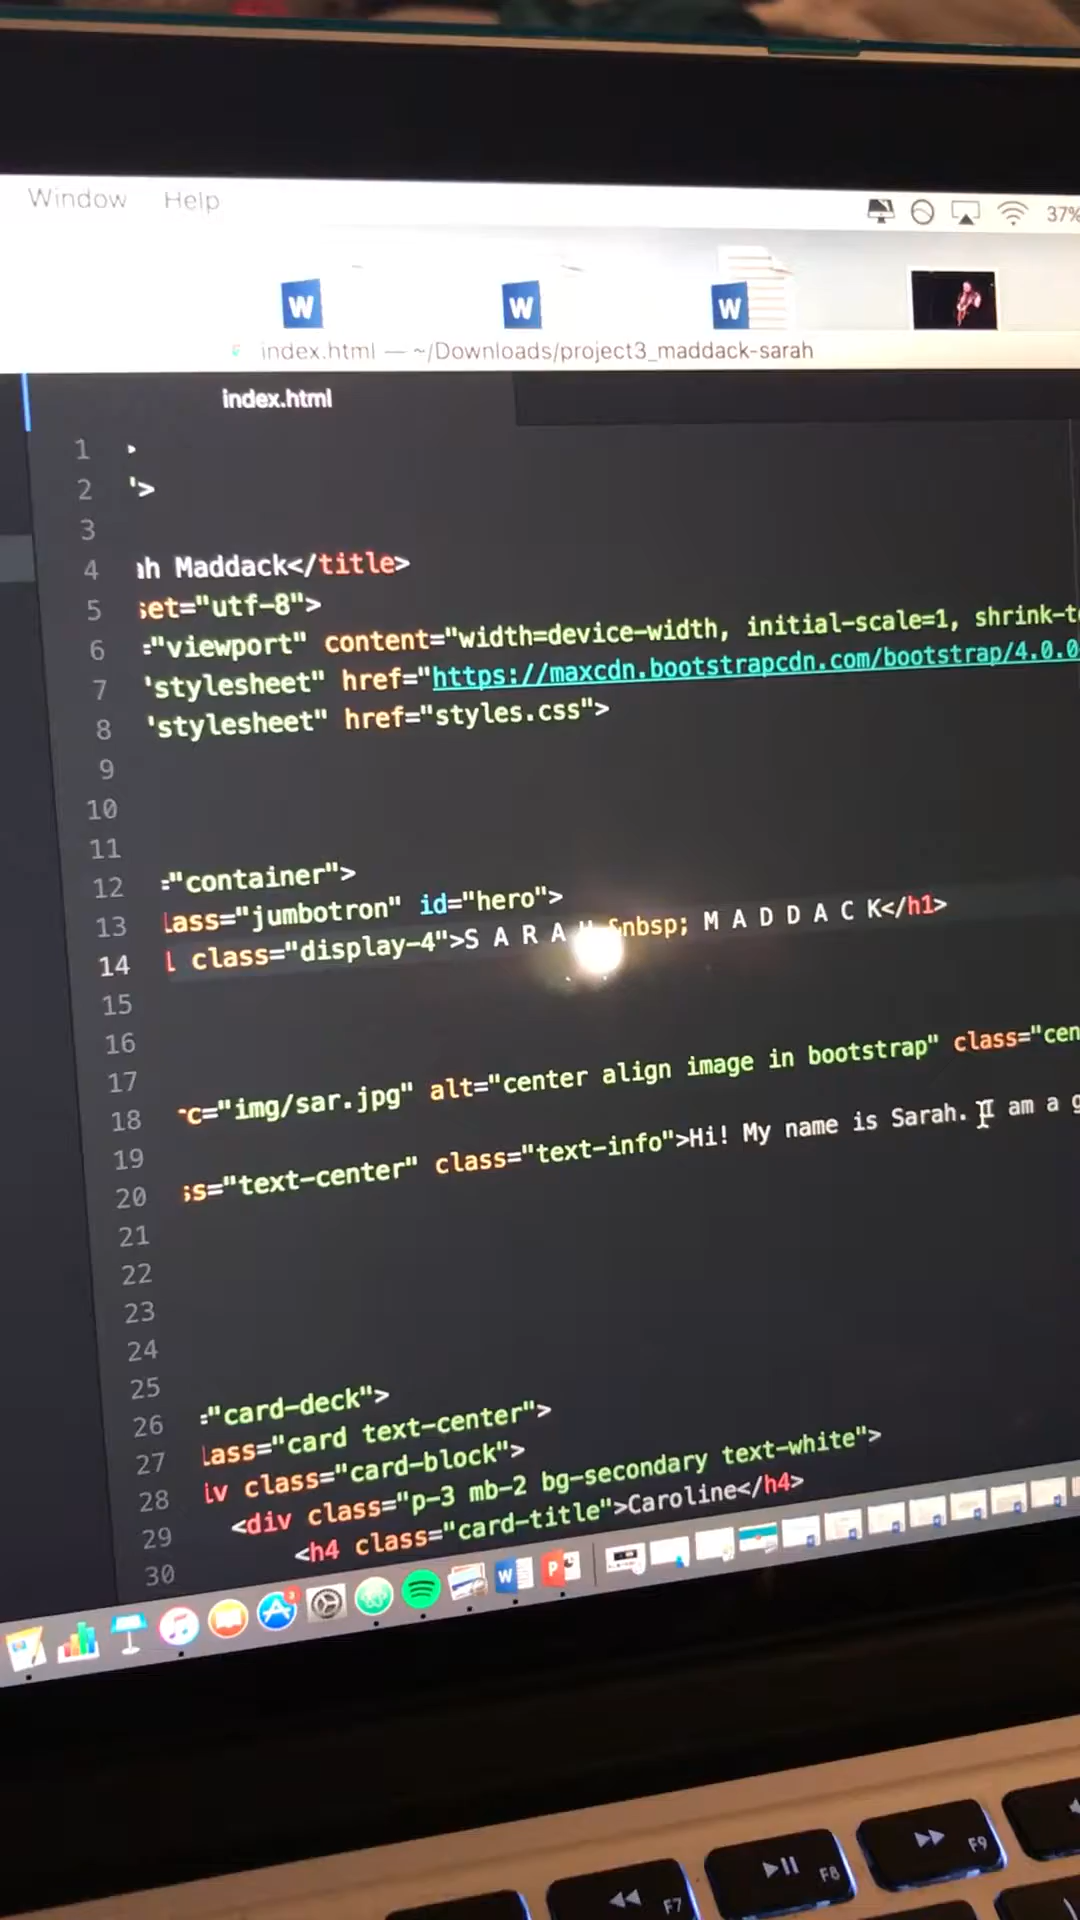 Window Help 37%
W W W
index.html — ~/Downloads/project3_maddack-sarah
index.html
1
2 '>
3
4 ah Maddack</title>
5 set="utf-8">
6 ="viewport" content="width=device-width, initial-scale=1, shrink-t
7 'stylesheet" href="https://maxcdn.bootstrapcdn.com/bootstrap/4.0.0
8 'stylesheet" href="styles.css">
9
10
11
12 ="container">
13 lass="jumbotron" id="hero">
14 class="display-4">S A R A &nbsp; M A D D A C K</h1>
15
16
17
18 c="img/sar.jpg" alt="center align image in bootstrap" class="cen
19
20 ss="text-center" class="text-info">Hi! My name is Sarah. I am a g
21
22
23
24
25
26 ="card-deck">
27 lass="card text-center">
28 iv class="card-block">
29 <div class="p-3 mb-2 bg-secondary text-white">
30 <h4 class="card-title">Caroline</h4>
W P
F7 F8 F9